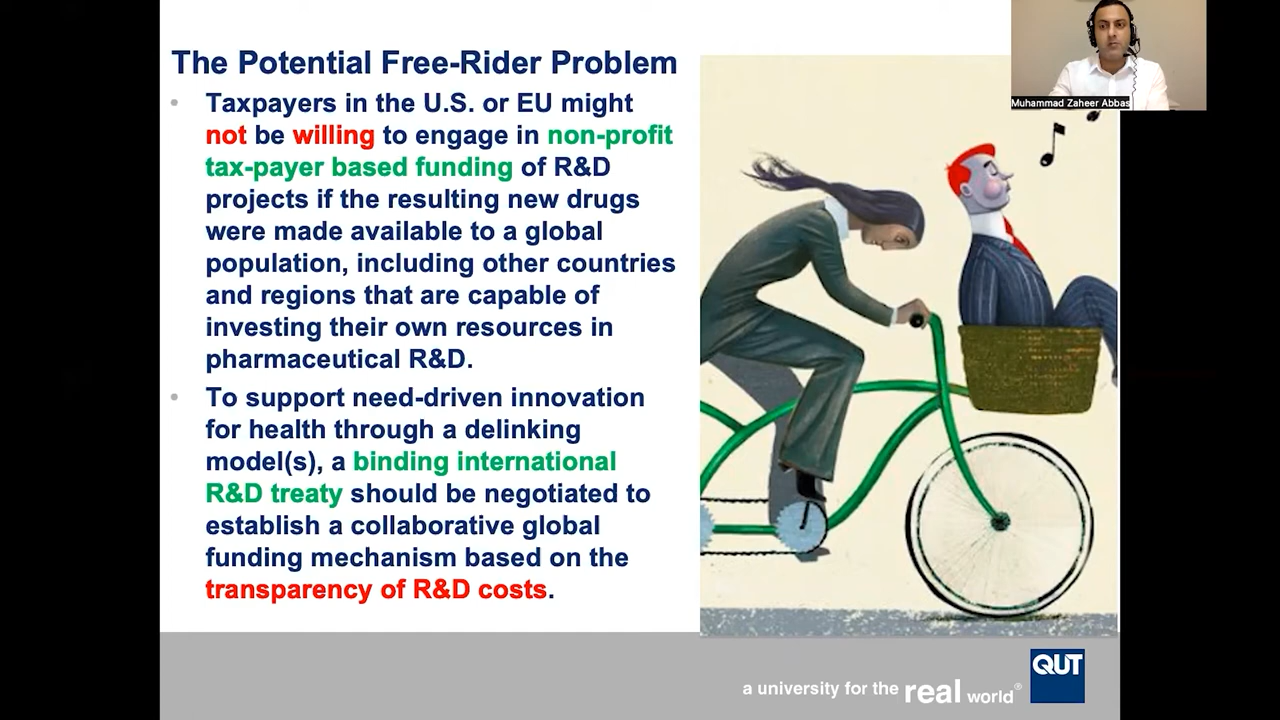 The Potential Free-Rider Problem
• Taxpayers in the U.S. or EU might
not be willing to engage in non-profit
tax-payer based funding of R&D
projects if the resulting new drugs
were made available to a global
population, including other countries
and regions that are capable of
investing their own resources in
pharmaceutical R&D.
• To support need-driven innovation
for health through a delinking
model(s), a binding international
R&D treaty should be negotiated to
establish a collaborative global
funding mechanism based on the
transparency of R&D costs.
Muhammad Zaheer Abbas
a university for the real world®
QUT